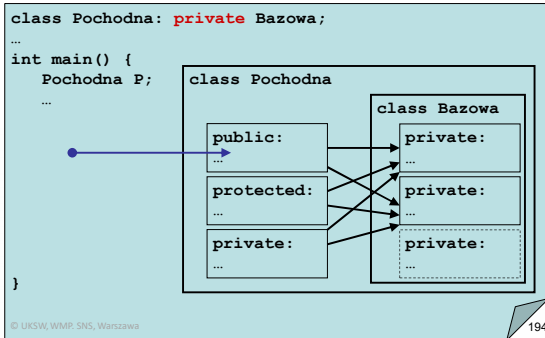 class Pochodna: private Bazowa;
…
int main() {
Pochodna P;
…
class Pochodna
class Bazowa
public:
…
protected:
…
private:
…
private:
…
private:
…
private:
…
}
© UKSW, WMP. SNS, Warszawa
194